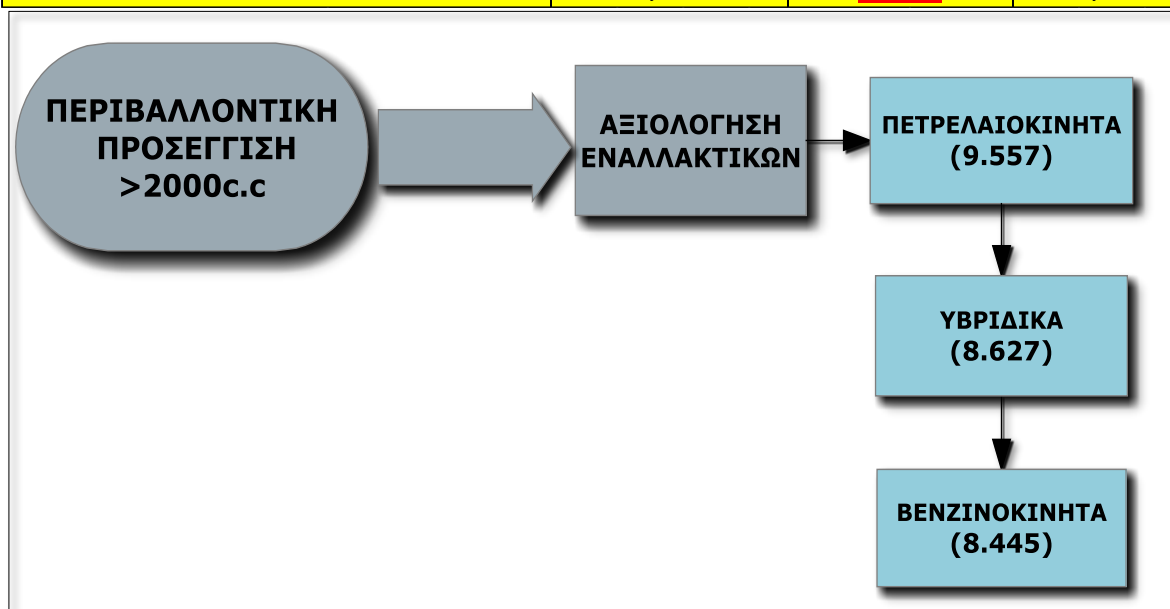 ΠΕΡΙΒΑΛΛΟΝΤΙΚΗ
ΠΡΟΣΕΓΓΙΣΗ
>2000c.c
ΑΞΙΟΛΟΓΗΣΗ
ΕΝΑΛΛΑΚΤΙΚΩΝ
ΠΕΤΡΕΛΑΙΟΚΙΝΗΤΑ
(9.557)
ΥΒΡΙΔΙΚΑ
(8.627)
ΒΕΝΖΙΝΟΚΙΝΗΤΑ
(8.445)